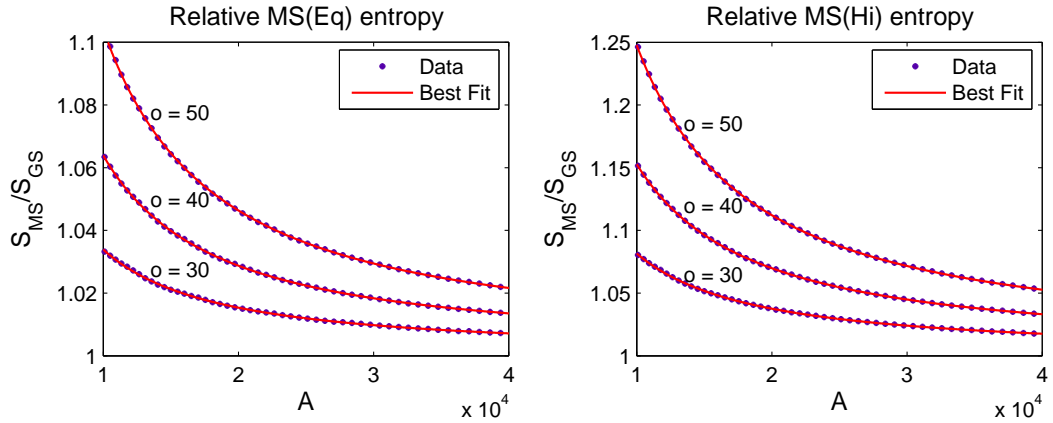 Relative MS(Eq) entropy
S_MS/S_GS
1.1
1.08
1.06
1.04
1.02
1
Data
Best Fit
o = 50
o = 40
o = 30
1 2 3 4
A
x 10^4
Relative MS(Hi) entropy
S_MS/S_GS
1.25
1.2
1.15
1.1
1.05
1
Data
Best Fit
o = 50
o = 40
o = 30
1 2 3 4
A
x 10^4